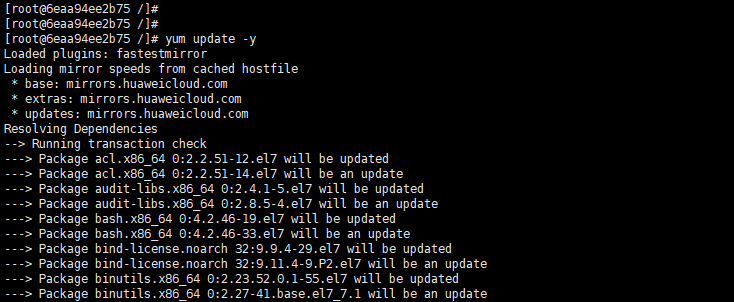 [root@6eaa94ee2b75 /]#
[root@6eaa94ee2b75 /]#
[root@6eaa94ee2b75 /]# yum update -y
Loaded plugins: fastestmirror
Loading mirror speeds from cached hostfile
 * base: mirrors.huaweicloud.com
 * extras: mirrors.huaweicloud.com
 * updates: mirrors.huaweicloud.com
Resolving Dependencies
--> Running transaction check
---> Package acl.x86_64 0:2.2.51-12.el7 will be updated
---> Package acl.x86_64 0:2.2.51-14.el7 will be an update
---> Package audit-libs.x86_64 0:2.4.1-5.el7 will be updated
---> Package audit-libs.x86_64 0:2.8.5-4.el7 will be an update
---> Package bash.x86_64 0:4.2.46-19.el7 will be updated
---> Package bash.x86_64 0:4.2.46-33.el7 will be an update
---> Package bind-license.noarch 32:9.9.4-29.el7 will be updated
---> Package bind-license.noarch 32:9.11.4-9.P2.el7 will be an update
---> Package binutils.x86_64 0:2.23.52.0.1-55.el7 will be updated
---> Package binutils.x86_64 0:2.27-41.base.el7_7.1 will be an update